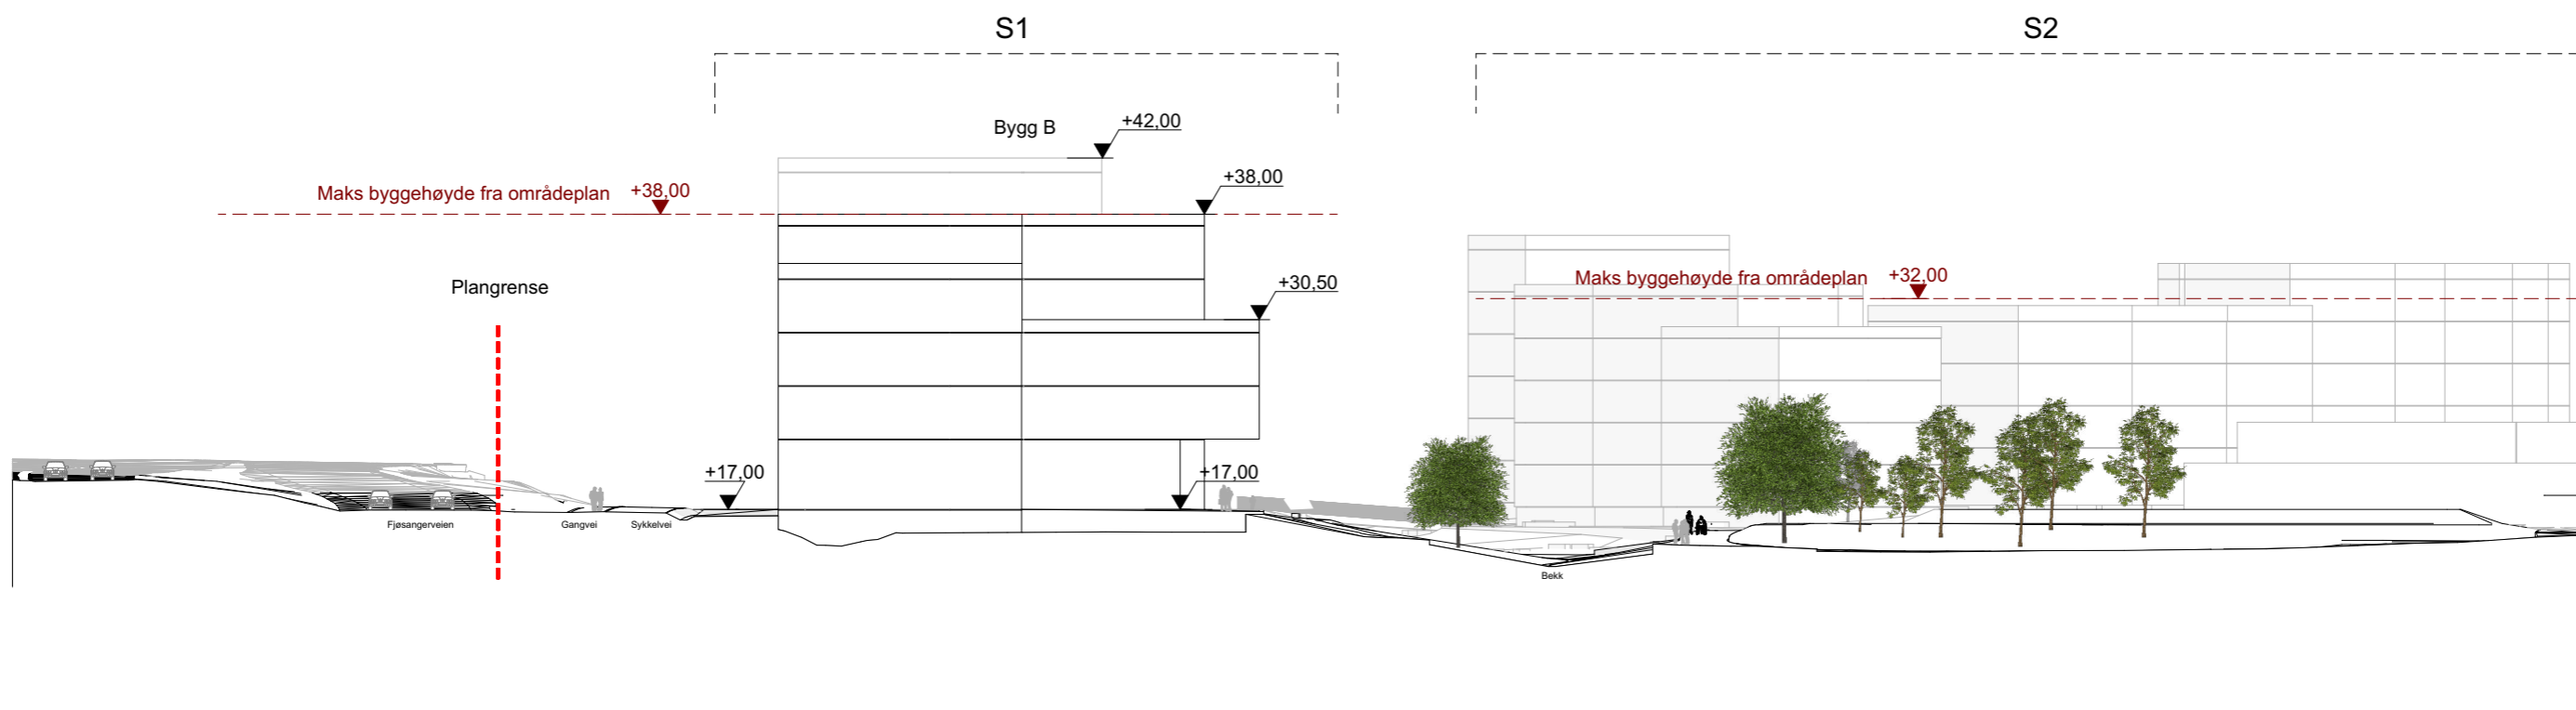 S1
S2
Bygg B
+42,00
Maks byggehøyde fra områdeplan +38,00
+38,00
+30,50
Maks byggehøyde fra områdeplan +32,00
Plangrense
+17,00
+17,00
Fjøsangerveien
Gangvei
Sykkelvei
Bekk